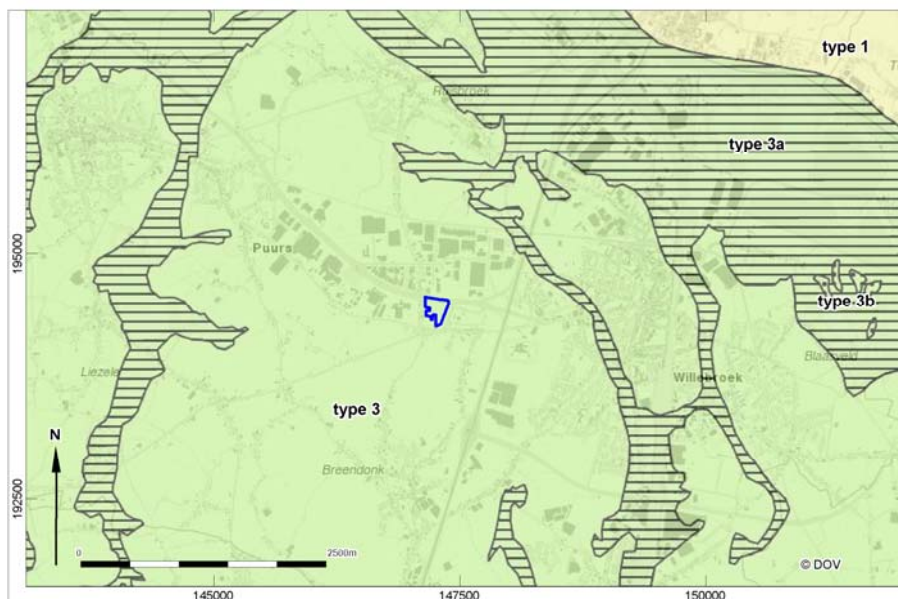 type 1
Ruisbroek
type 3a
195000
Puurs
type 3b
Blaasveld
Liezele
Willebroek
type 3
N
Breendonk
192500
0
2500m
© DOV
145000
147500
150000